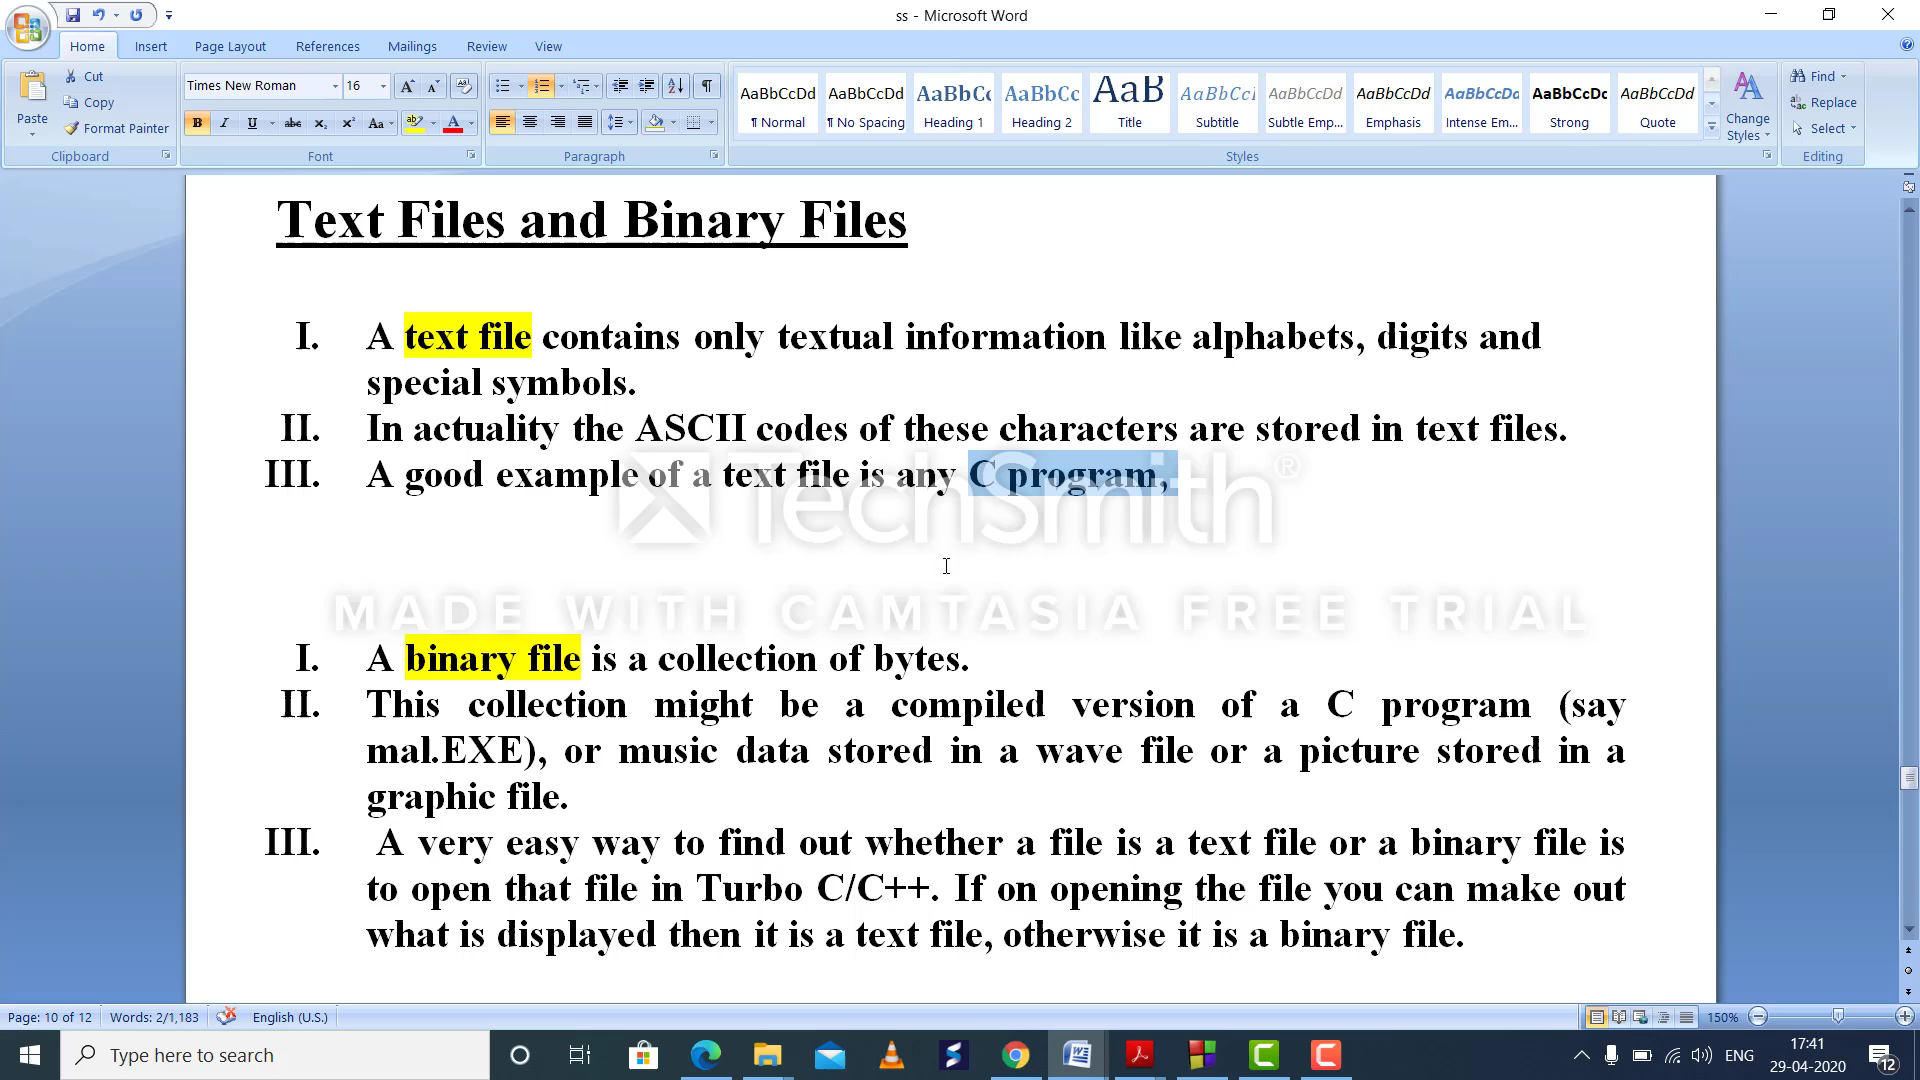 ss - Microsoft Word
Home Insert Page Layout References Mailings Review View
Paste
Cut
Copy
Format Painter
Clipboard
Times New Roman 16
Font
Paragraph
AaBbCcDd AaBbCcDd AaBbCc AaBbCc AaB AaBbCcl AaBbCcDd AaBbCcDd AaBbCcDc AaBbCcDc AaBbCcDd
¶ Normal ¶ No Spacing Heading 1 Heading 2 Title Subtitle Subtle Emp... Emphasis Intense Em... Strong Quote
Change Styles
Styles
Find
Replace
Select
Editing
Text Files and Binary Files
I. A text file contains only textual information like alphabets, digits and
special symbols.
II. In actuality the ASCII codes of these characters are stored in text files.
III. A good example of a text file is any C program,
TechSmith®
MADE WITH CAMTASIA FREE TRIAL
I. A binary file is a collection of bytes.
II. This collection might be a compiled version of a C program (say
mal.EXE), or music data stored in a wave file or a picture stored in a
graphic file.
III. A very easy way to find out whether a file is a text file or a binary file is
to open that file in Turbo C/C++. If on opening the file you can make out
what is displayed then it is a text file, otherwise it is a binary file.
Page: 10 of 12 Words: 2/1,183 English (U.S.) 150%
Type here to search
ENG
17:41
29-04-2020
12